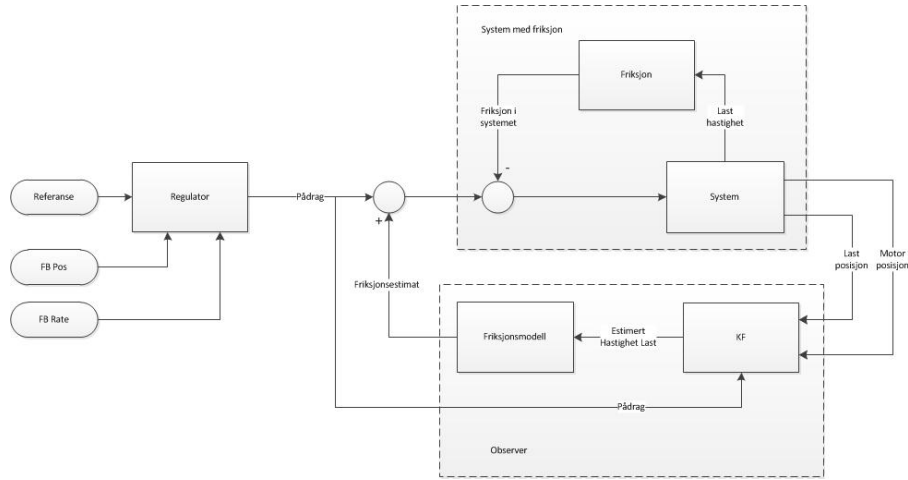 System med friksjon
Friksjon
Friksjon i
systemet
Last
hastighet
-
Referanse
Regulator
Pådrag
+
System
FB Pos
FB Rate
Last
posisjon
Motor
posisjon
Friksjonsestimat
Friksjonsmodell
Estimert
Hastighet Last
KF
Pådrag
Observer